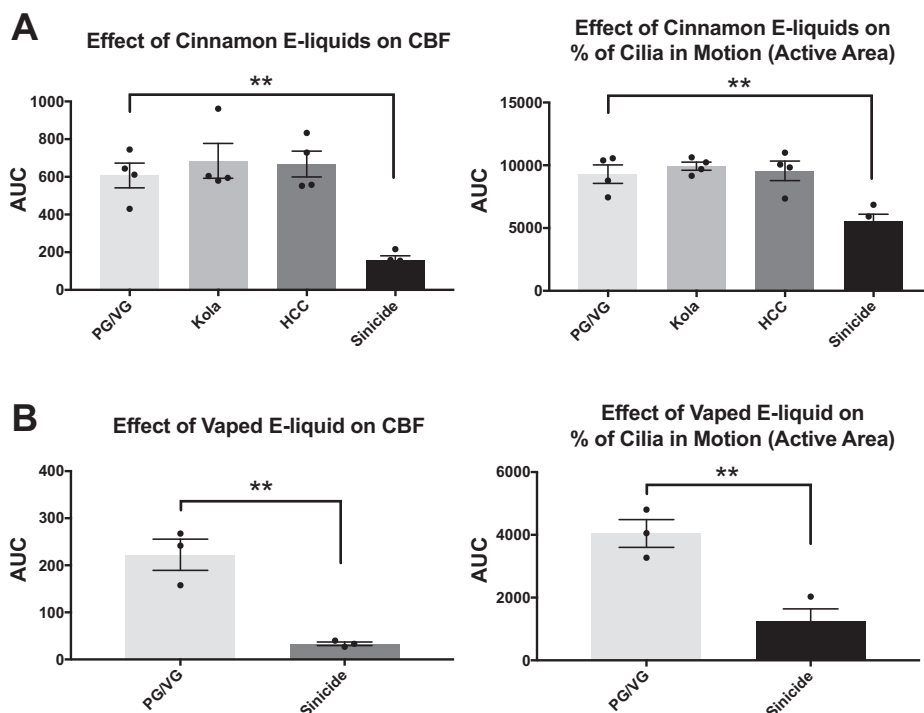 A
Effect of Cinnamon E-liquids on CBF
**
1000
800
600
400
200
0
AUC
PG/VG
Kola
HCC
Sinicide
Effect of Cinnamon E-liquids on
% of Cilia in Motion (Active Area)
**
15000
10000
5000
0
AUC
PG/VG
Kola
HCC
Sinicide
B
Effect of Vaped E-liquid on CBF
**
400
300
200
100
0
AUC
PG/VG
Sinicide
Effect of Vaped E-liquid on
% of Cilia in Motion (Active Area)
**
6000
4000
2000
0
AUC
PG/VG
Sinicide